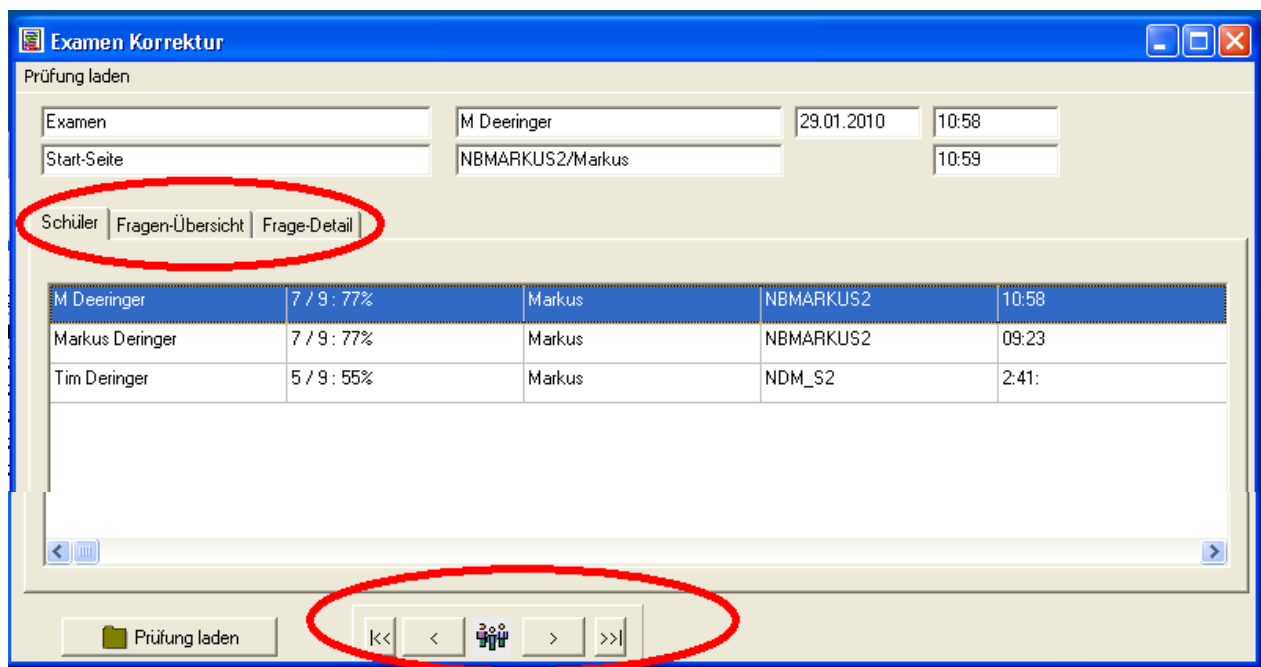 Examen Korrektur
Prüfung laden
Examen M Deeringer 29.01.2010 10:58
Start-Seite NBMARKUS2/Markus 10:59
Schüler Fragen-Übersicht Frage-Detail
M Deeringer 7 / 9 : 77% Markus NBMARKUS2 10:58
Markus Deringer 7 / 9 : 77% Markus NBMARKUS2 09:23
Tim Deringer 5 / 9 : 55% Markus NDM_S2 2:41:
Prüfung laden |<< < > >>|